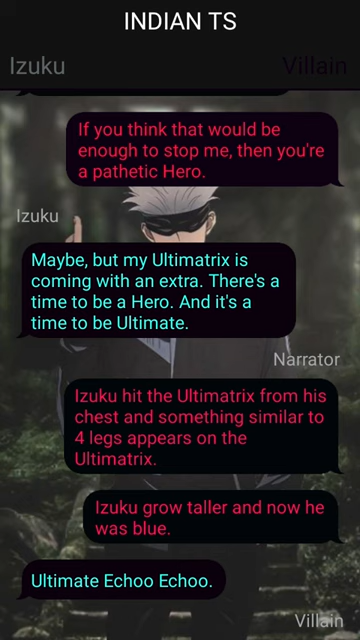 INDIAN TS
Izuku Villain
If you think that would be
enough to stop me, then you're
a pathetic Hero.
Izuku
Maybe, but my Ultimatrix is
coming with an extra. There's a
time to be a Hero. And it's a
time to be Ultimate.
Narrator
Izuku hit the Ultimatrix from his
chest and something similar to
4 legs appears on the
Ultimatrix.
Izuku grow taller and now he
was blue.
Ultimate Echoo Echoo.
Villain